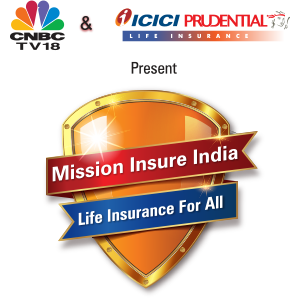 CNBC
TV18
&
ICICI PRUDENTIAL
LIFE INSURANCE
Present
Mission Insure India
Life Insurance For All